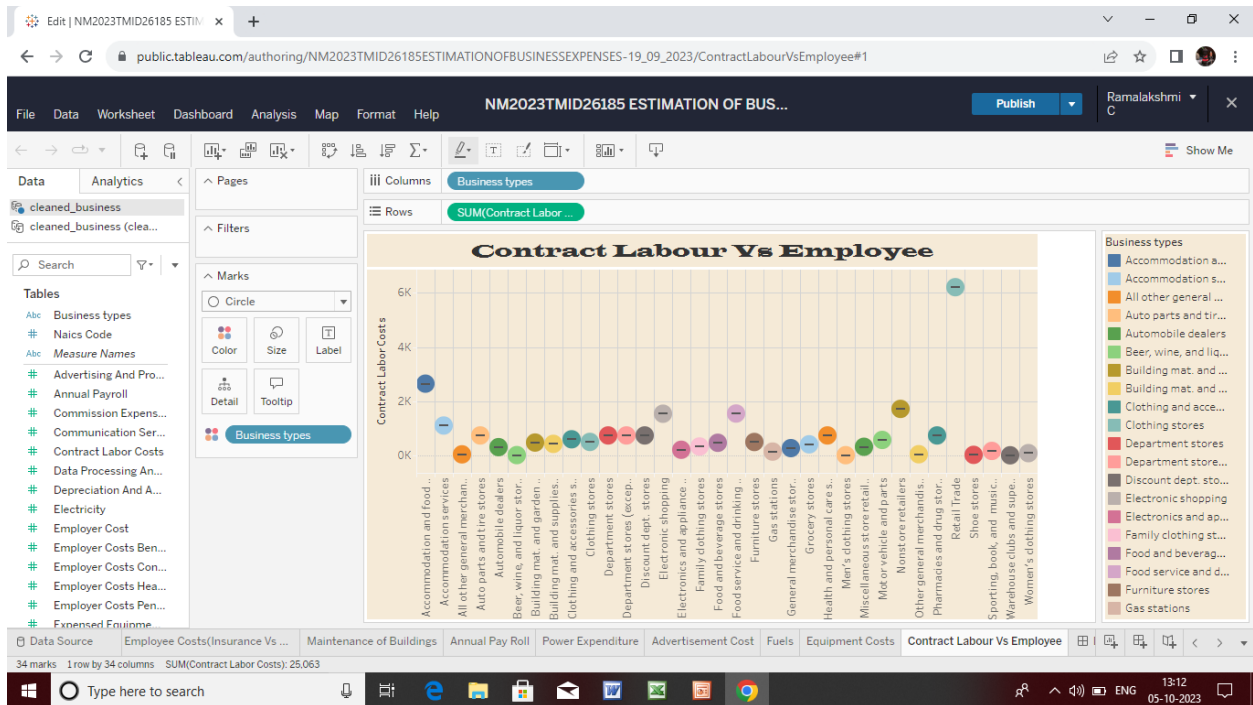 Edit | NM2023TMID26185 ESTIM
public.tableau.com/authoring/NM2023TMID26185ESTIMATIONOFBUSINESSEXPENSES-19_09_2023/ContractLabourVsEmployee#1
File Data Worksheet Dashboard Analysis Map Format Help
NM2023TMID26185 ESTIMATION OF BUS...
Publish
Ramalakshmi
C
Show Me
Data Analytics
cleaned_business
cleaned_business (clea...
Search
Tables
Abc Business types
# Naics Code
Abc Measure Names
# Advertising And Pro...
# Annual Payroll
# Commission Expens...
# Communication Ser...
# Contract Labor Costs
# Data Processing An...
# Depreciation And A...
# Electricity
# Employer Cost
# Employer Costs Ben...
# Employer Costs Con...
# Employer Costs Hea...
# Employer Costs Pen...
# Expensed Equipme...
Pages
Filters
Marks
Circle
Color Size Label
Detail Tooltip
Business types
Columns Business types
Rows SUM(Contract Labor ...
Contract Labour Vs Employee
Contract Labor Costs
6K
4K
2K
0K
Accommodation and food ..
Accommodation services
All other general merchan..
Auto parts and tire stores
Automobile dealers
Beer, wine, and liquor stor..
Building mat. and garden ..
Building mat. and supplies..
Clothing and accessories s..
Clothing stores
Department stores
Department stores (excep..
Discount dept. stores
Electronic shopping
Electronics and appliance ..
Family clothing stores
Food and beverage stores
Food service and drinking ..
Furniture stores
Gas stations
General merchandise stor..
Grocery stores
Health and personal care s..
Men's clothing stores
Miscellaneous store retail..
Motor vehicle and parts
Nonstore retailers
Other general merchandis..
Pharmacies and drug stor..
Retail Trade
Shoe stores
Sporting, book, and music..
Warehouse clubs and supe..
Women's clothing stores
Business types
Accommodation a...
Accommodation s...
All other general ...
Auto parts and tir...
Automobile dealers
Beer, wine, and liq...
Building mat. and ...
Building mat. and ...
Clothing and acce...
Clothing stores
Department stores
Department store...
Discount dept. sto...
Electronic shopping
Electronics and ap...
Family clothing st...
Food and beverag...
Food service and d...
Furniture stores
Gas stations
Data Source Employee Costs(Insurance Vs ... Maintenance of Buildings Annual Pay Roll Power Expenditure Advertisement Cost Fuels Equipment Costs Contract Labour Vs Employee
34 marks 1 row by 34 columns SUM(Contract Labor Costs): 25,063
Type here to search
ENG
13:12
05-10-2023